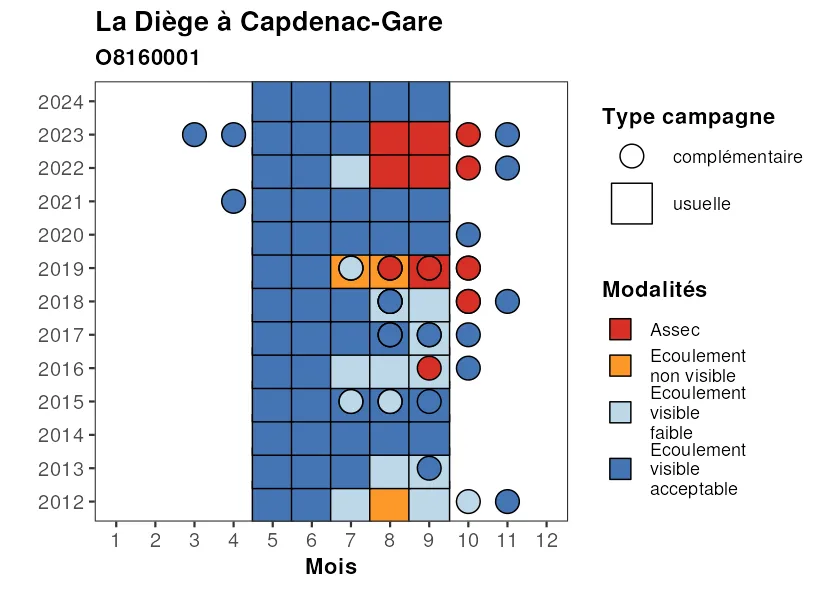 La Diège à Capdenac-Gare
O8160001
2024
2023
2022
2021
2020
2019
2018
2017
2016
2015
2014
2013
2012
1 2 3 4 5 6 7 8 9 10 11 12
Mois
Type campagne
complémentaire
usuelle
Modalités
Assec
Ecoulement
non visible
Ecoulement
visible
faible
Ecoulement
visible
acceptable